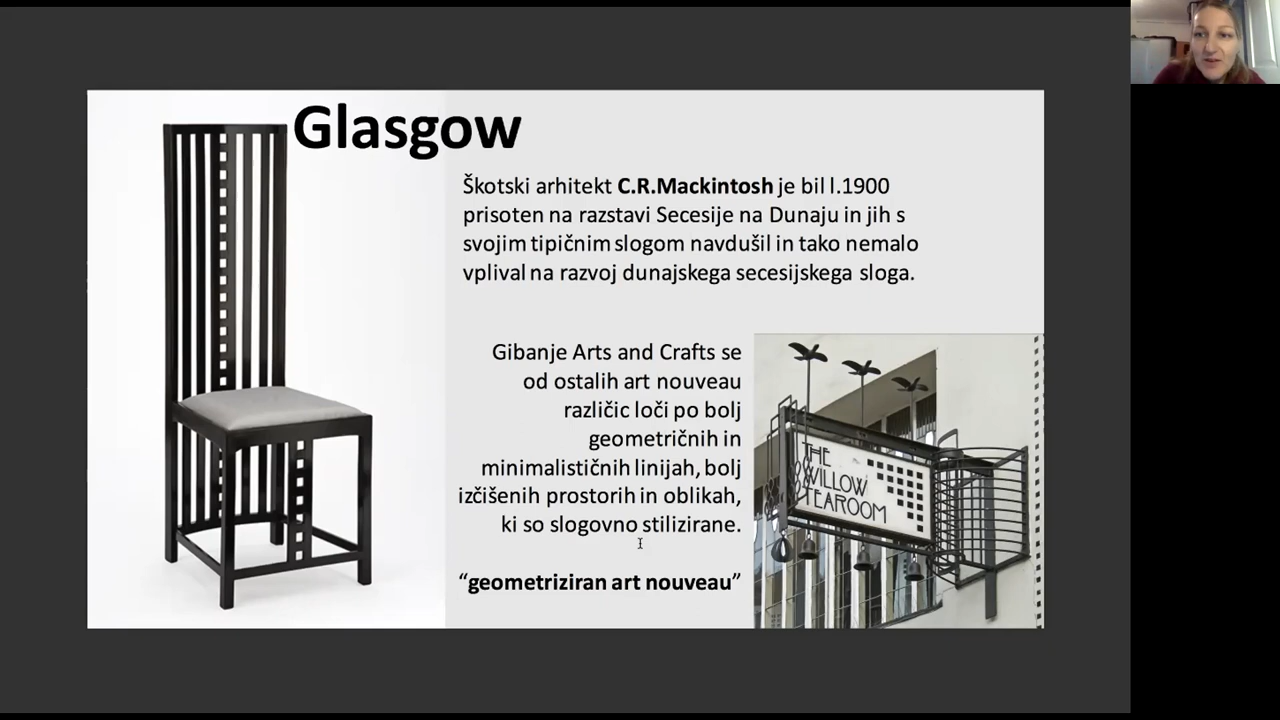 Glasgow
Škotski arhitekt C.R.Mackintosh je bil l.1900
prisoten na razstavi Secesije na Dunaju in jih s
svojim tipičnim slogom navdušil in tako nemalo
vplival na razvoj dunajskega secesijskega sloga.
Gibanje Arts and Crafts se
od ostalih art nouveau
različic loči po bolj
geometričnih in
minimalističnih linijah, bolj
izčišenih prostorih in oblikah,
ki so slogovno stilizirane.
“geometriziran art nouveau”
THE
WILLOW
TEAROOM